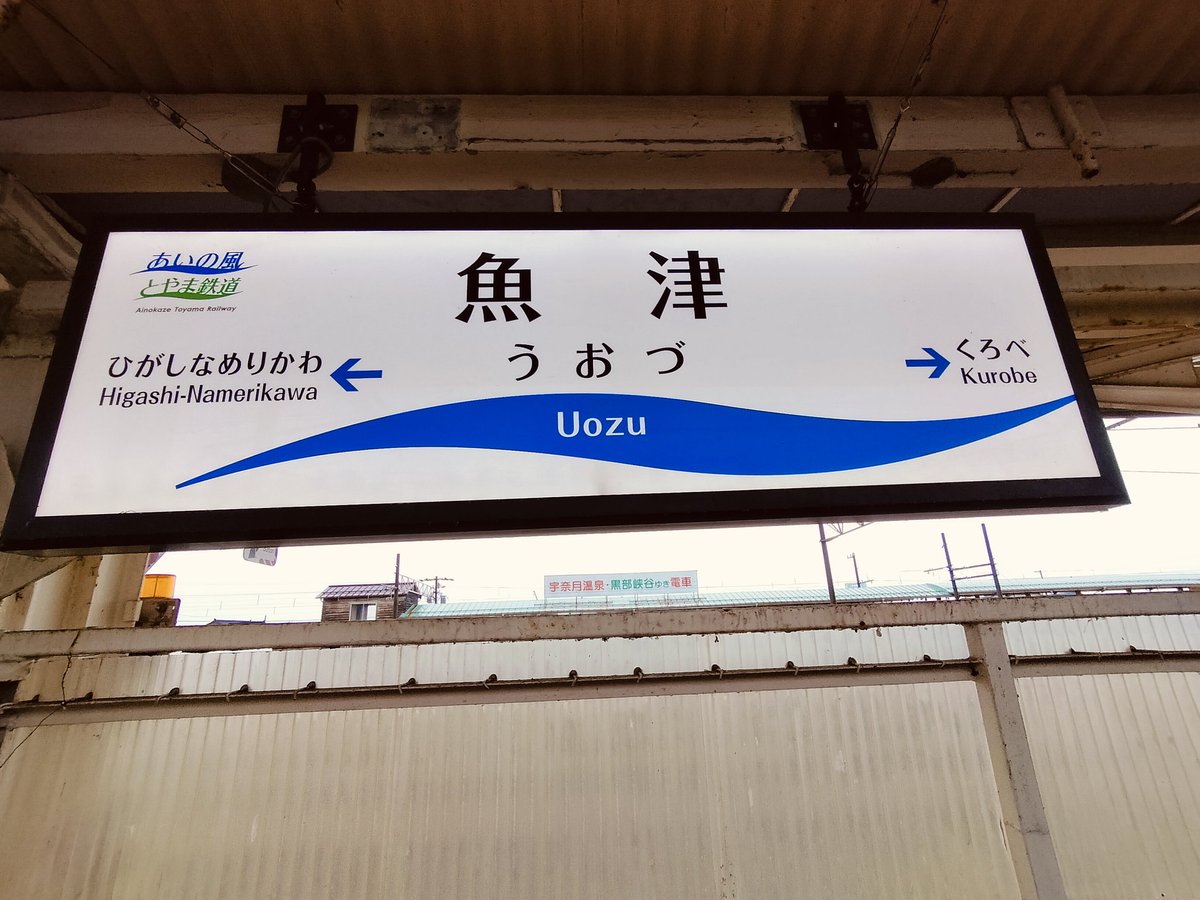 あいの風
とやま鉄道
Ainokaze Toyama Railway
魚津
うおづ
ひがしなめりかわ
Higashi-Namerikawa
くろべ
Kurobe
Uozu
宇奈月温泉・黒部峡谷ゆき電車